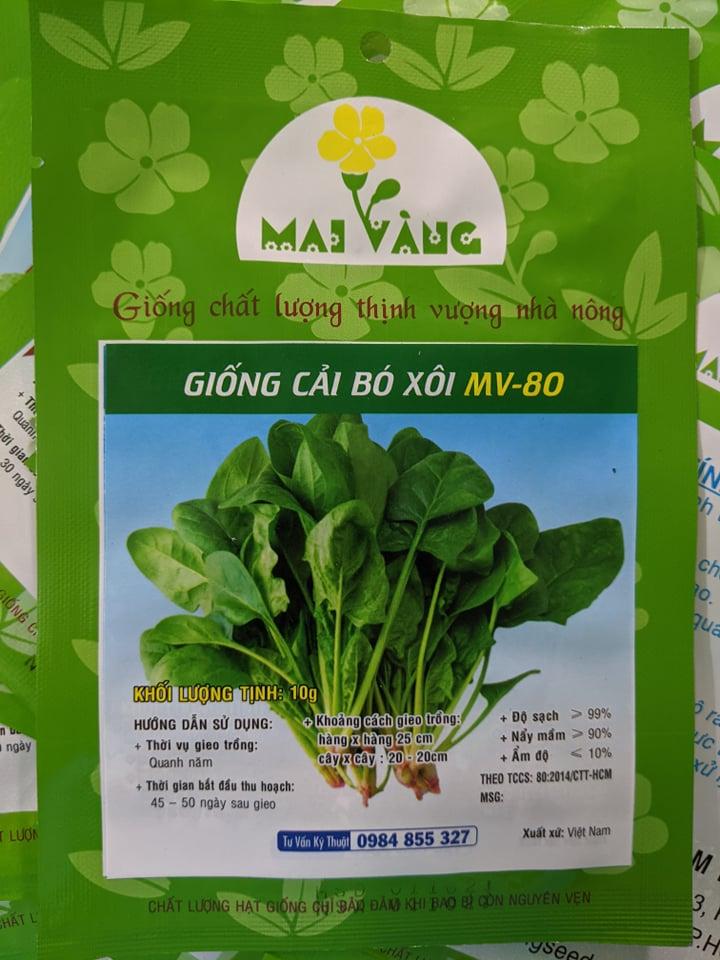 MAI VÀNG
Giống chất lượng thịnh vượng nhà nông
GIỐNG CẢI BÓ XÔI MV-80
KHỐI LƯỢNG TỊNH: 10g
HƯỚNG DẪN SỬ DỤNG:
+ Thời vụ gieo trồng:
Quanh năm
+ Thời gian bắt đầu thu hoạch:
45 – 50 ngày sau gieo
+ Khoảng cách gieo trồng:
hàng x hàng 25 cm
cây x cây : 20 - 20cm
+ Độ sạch ⩾ 99%
+ Nẩy mầm ⩾ 90%
+ Ẩm độ ⩽ 10%
THEO TCCS: 80:2014/CTT-HCM
MSG:
Tư Vấn Kỹ Thuật 0984 855 327
Xuất xứ: Việt Nam
CHẤT LƯỢNG HẠT GIỐNG CHỈ BẢO ĐẢM KHI BAO BÌ CÒN NGUYÊN VẸN